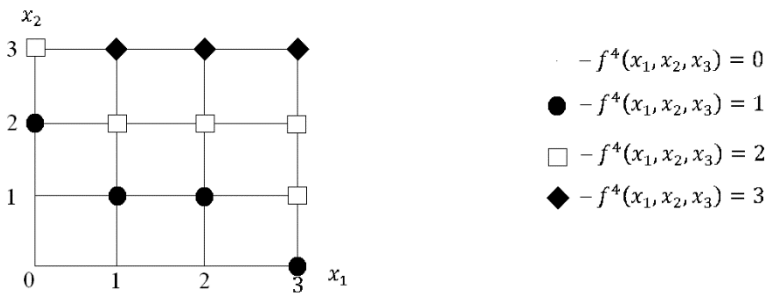 x₂
3
2
1
0 1 2 3 x₁
– f⁴(x₁, x₂, x₃) = 0
– f⁴(x₁, x₂, x₃) = 1
– f⁴(x₁, x₂, x₃) = 2
– f⁴(x₁, x₂, x₃) = 3